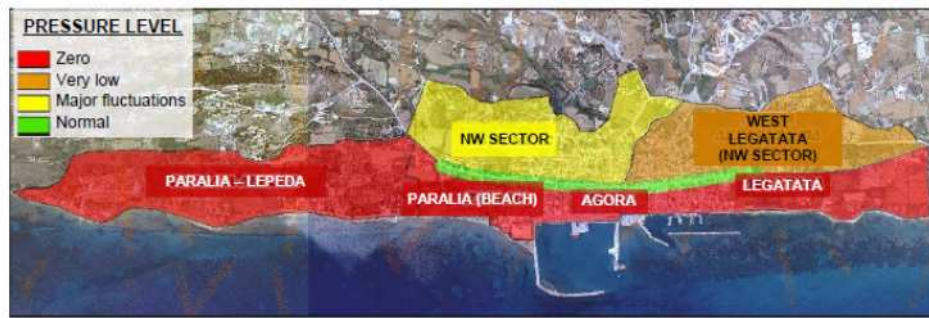 PRESSURE LEVEL
Zero
Very low
Major fluctuations
Normal
NW SECTOR
WEST
LEGATATA
(NW SECTOR)
PARALIA – LEPEDA
PARALIA (BEACH)
AGORA
LEGATATA